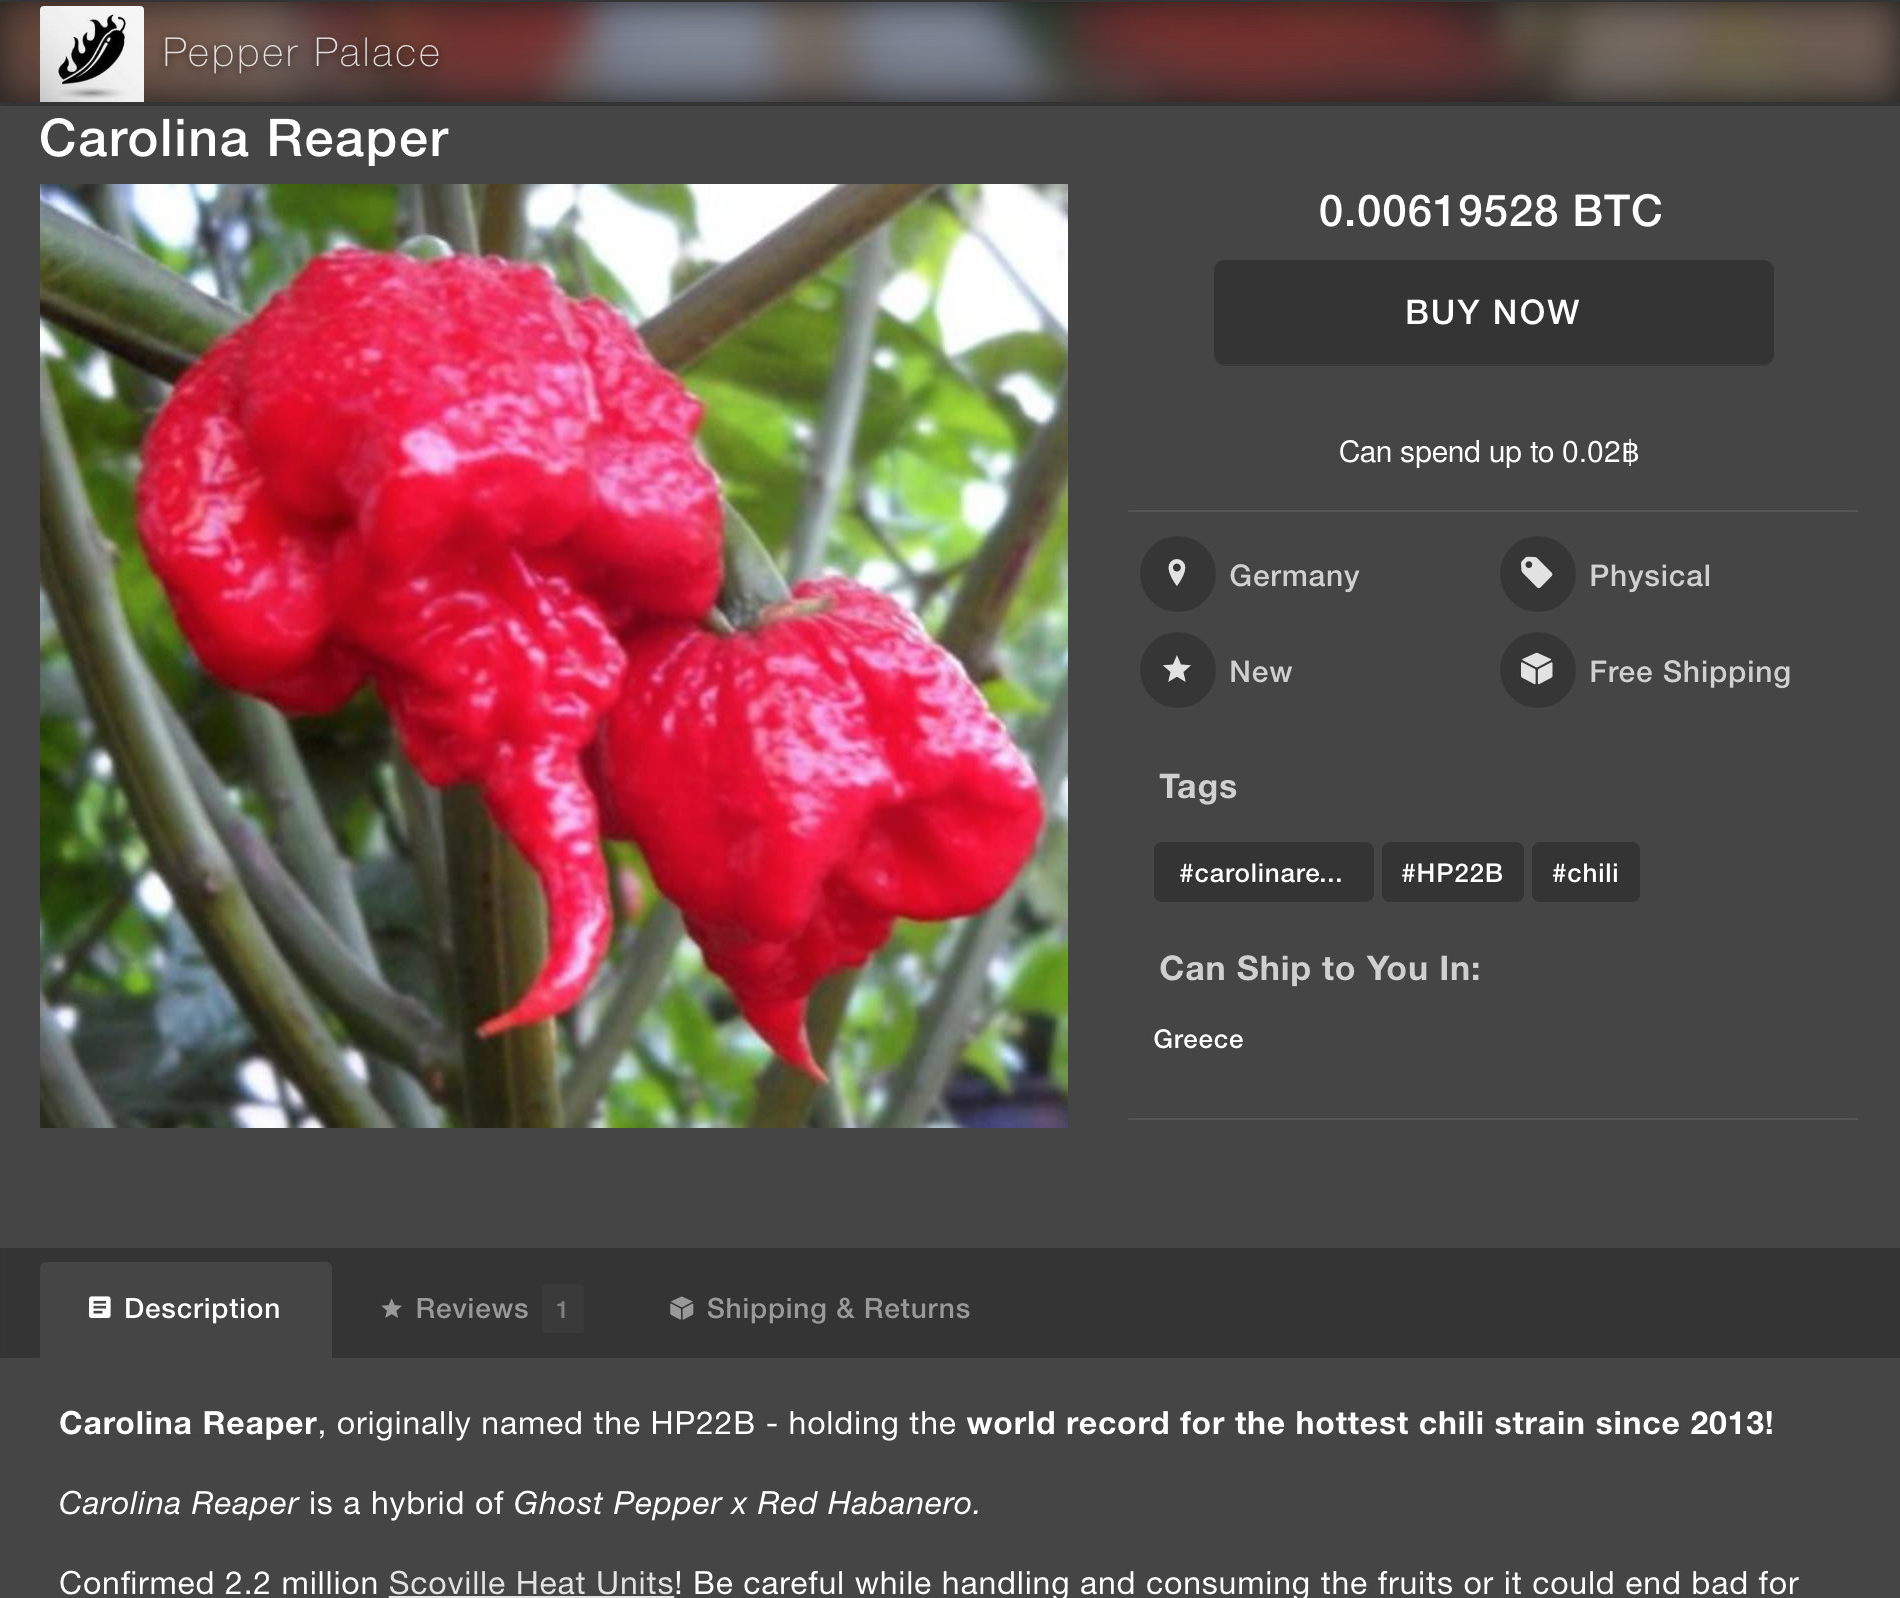 Pepper Palace
Carolina Reaper
0.00619528 BTC
BUY NOW
Can spend up to 0.02฿
Germany
Physical
New
Free Shipping
Tags
#carolinare...
#HP22B
#chili
Can Ship to You In:
Greece
Description
Reviews 1
Shipping & Returns
Carolina Reaper, originally named the HP22B - holding the world record for the hottest chili strain since 2013!
Carolina Reaper is a hybrid of Ghost Pepper x Red Habanero.
Confirmed 2.2 million Scoville Heat Units! Be careful while handling and consuming the fruits or it could end bad for